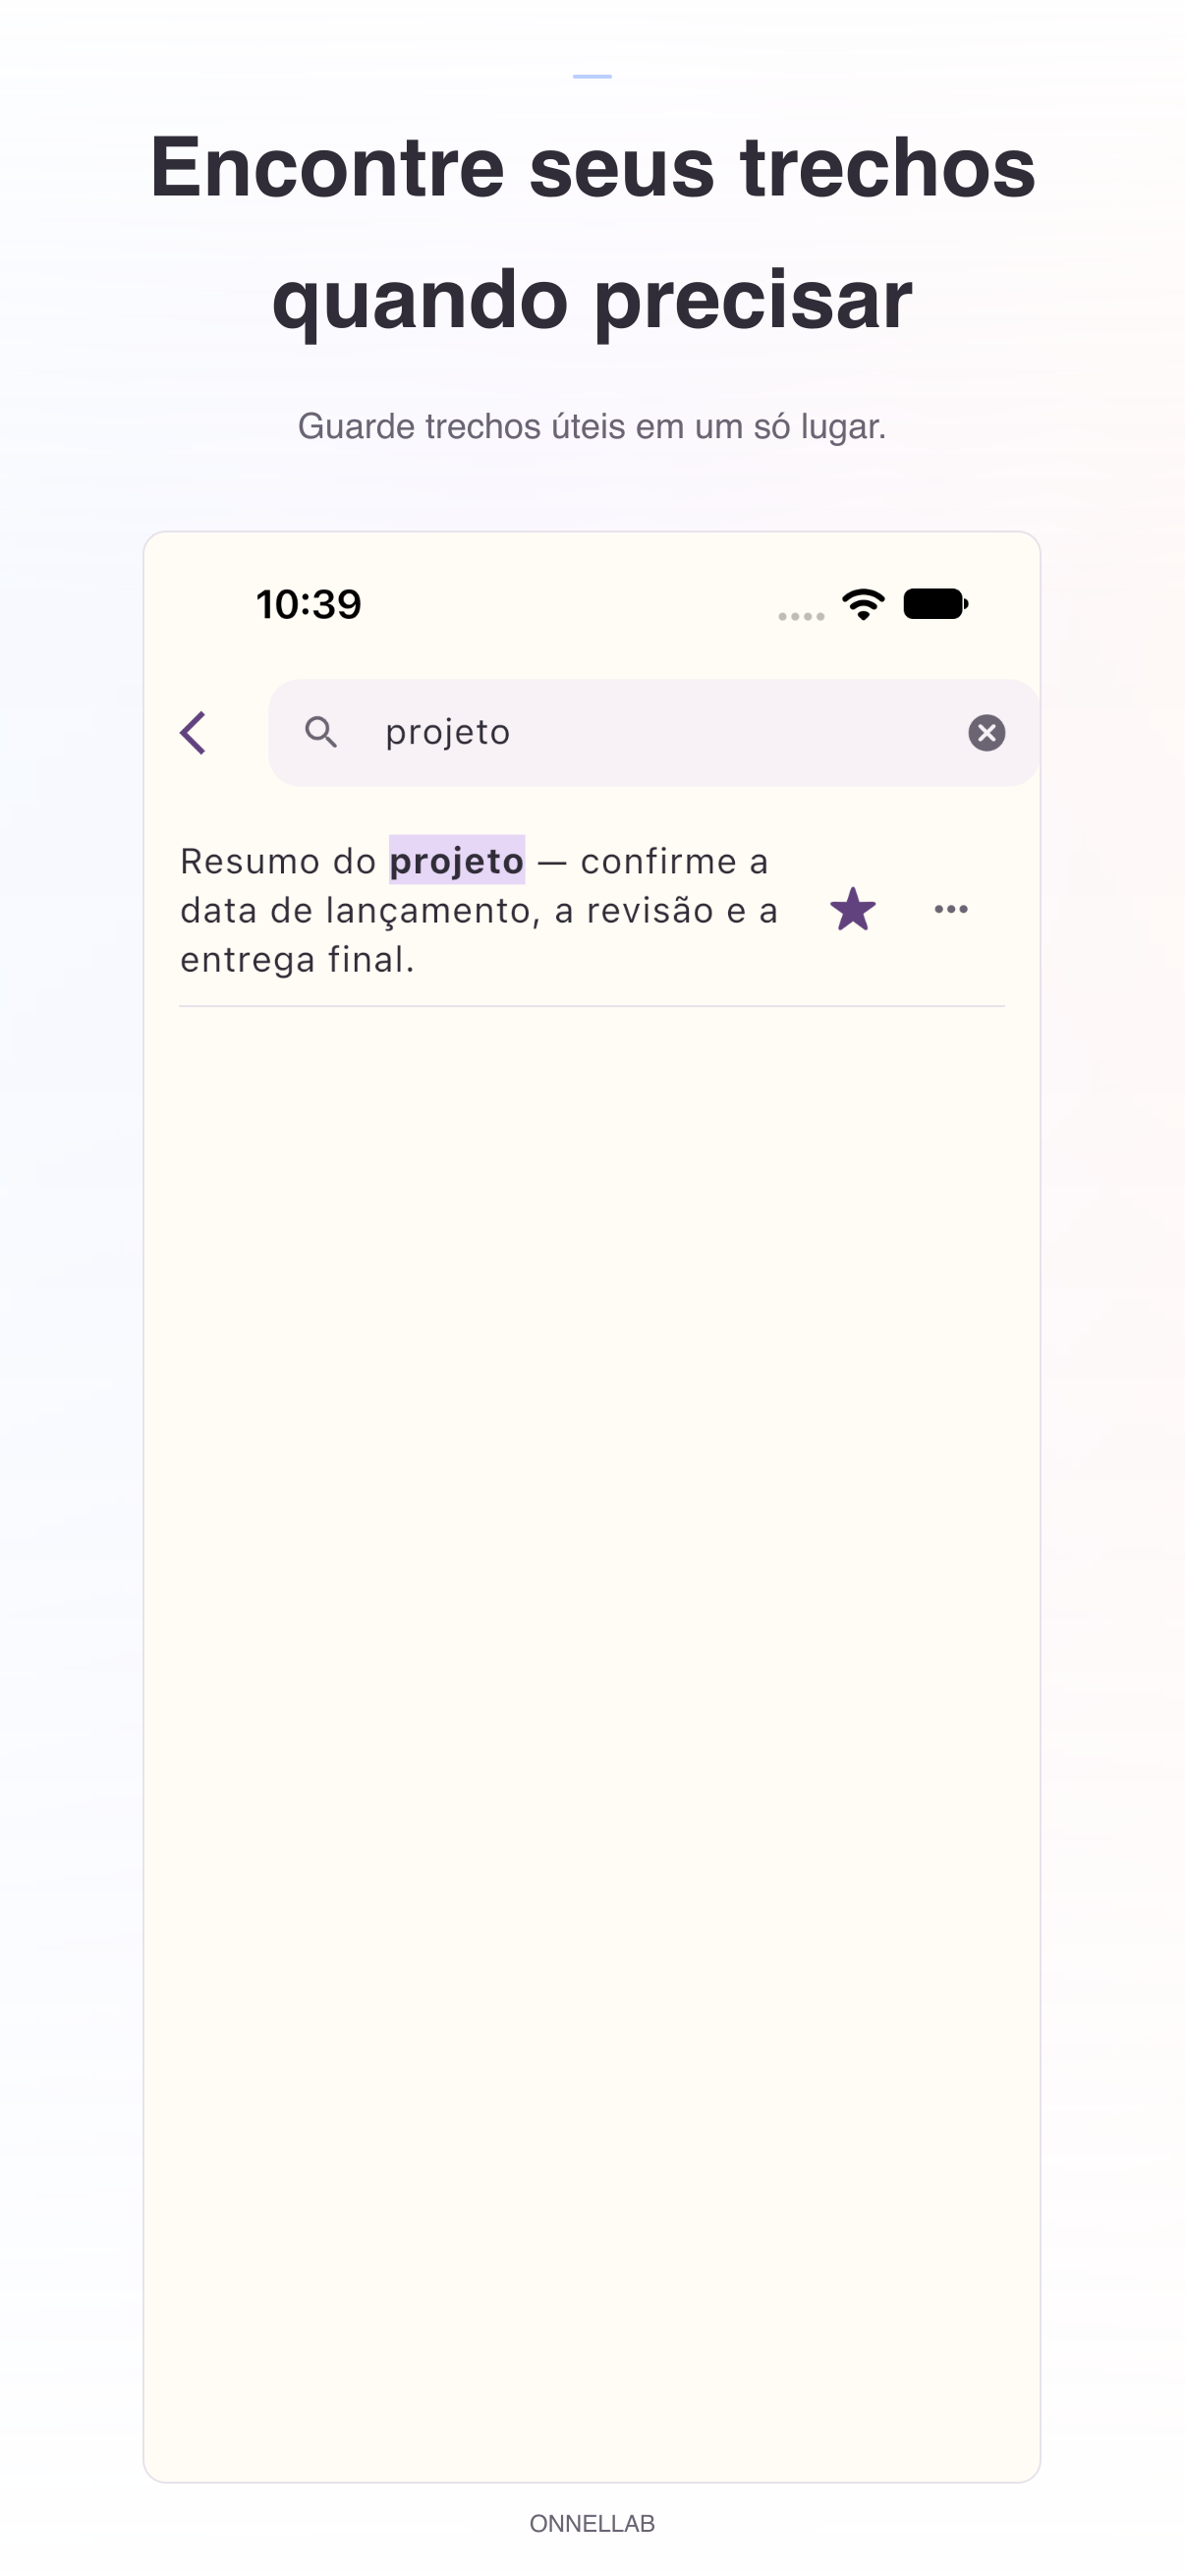 Encontre seus trechos
quando precisar
Guarde trechos úteis em um só lugar.
10:39
projeto
Resumo do projeto — confirme a
data de lançamento, a revisão e a
entrega final.
ONNELLAB